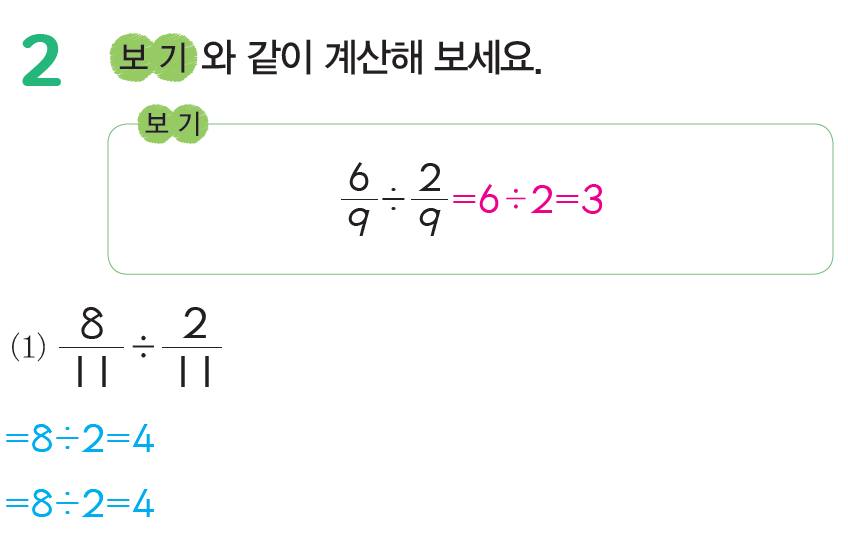 2 보기와 같이 계산해 보세요.
보기
6/9 ÷ 2/9 =6÷2=3
(1) 8/11 ÷ 2/11
=8÷2=4
=8÷2=4